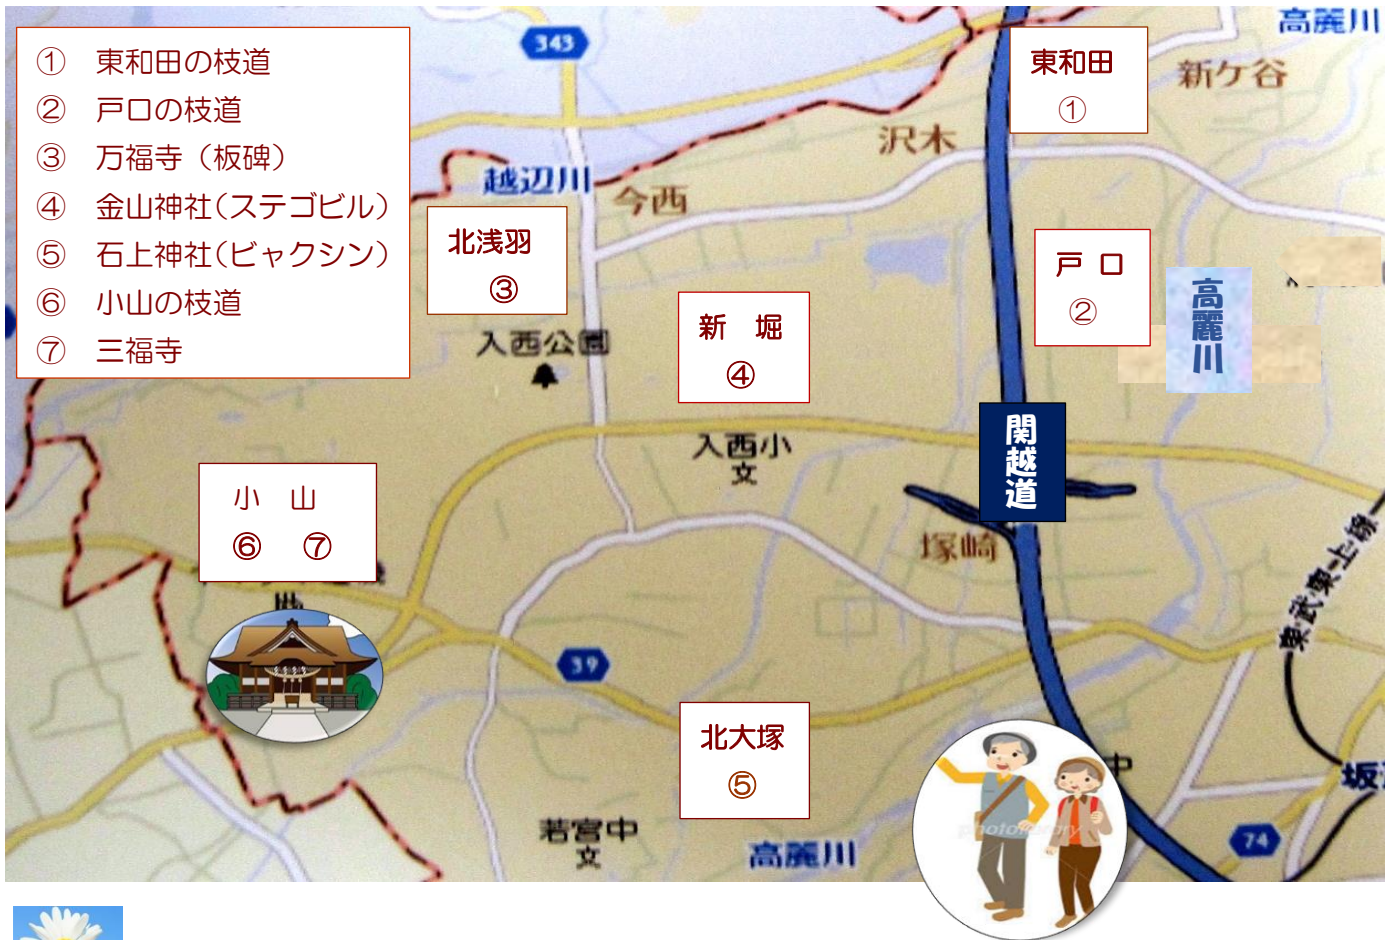 ① 東和田の枝道
② 戸口の枝道
③ 万福寺（板碑）
④ 金山神社(ステゴビル)
⑤ 石上神社(ビャクシン)
⑥ 小山の枝道
⑦ 三福寺
343
高麗川
東和田
①
新ケ谷
沢木
越辺川
今西
北浅羽
③
戸 口
②
高麗川
入西公園
新 堀
④
関越道
入西小
文
小 山
⑥ ⑦
塚崎
東武東上線
39
北大塚
⑤
中
坂
若宮中
文
高麗川
74